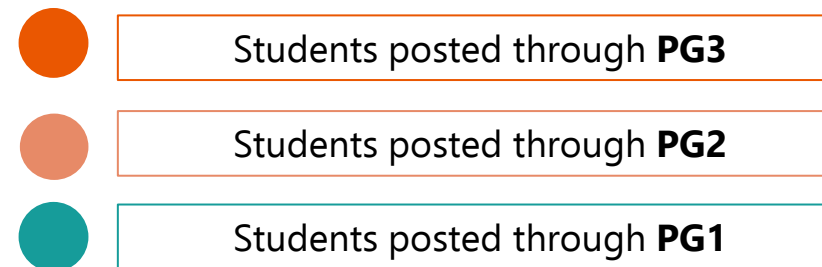 Students posted through PG3
Students posted through PG2
Students posted through PG1